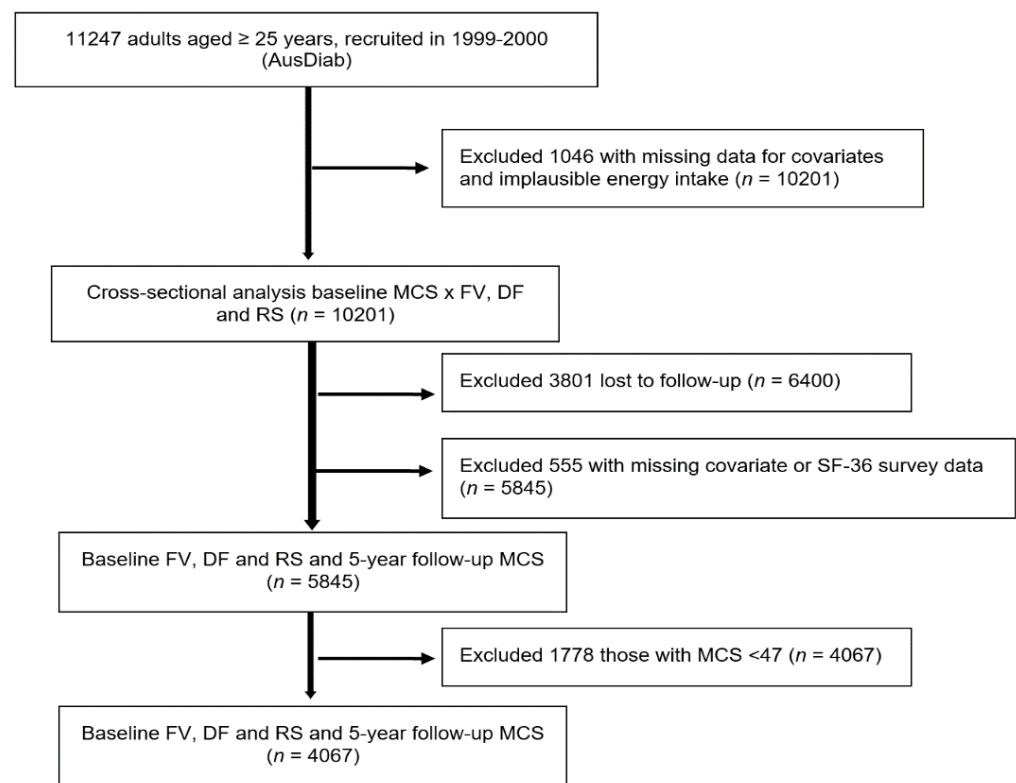 11247 adults aged ≥ 25 years, recruited in 1999-2000
(AusDiab)
Excluded 1046 with missing data for covariates
and implausible energy intake (n = 10201)
Cross-sectional analysis baseline MCS x FV, DF
and RS (n = 10201)
Excluded 3801 lost to follow-up (n = 6400)
Excluded 555 with missing covariate or SF-36 survey data
(n = 5845)
Baseline FV, DF and RS and 5-year follow-up MCS
(n = 5845)
Excluded 1778 those with MCS <47 (n = 4067)
Baseline FV, DF and RS and 5-year follow-up MCS
n = 4067)